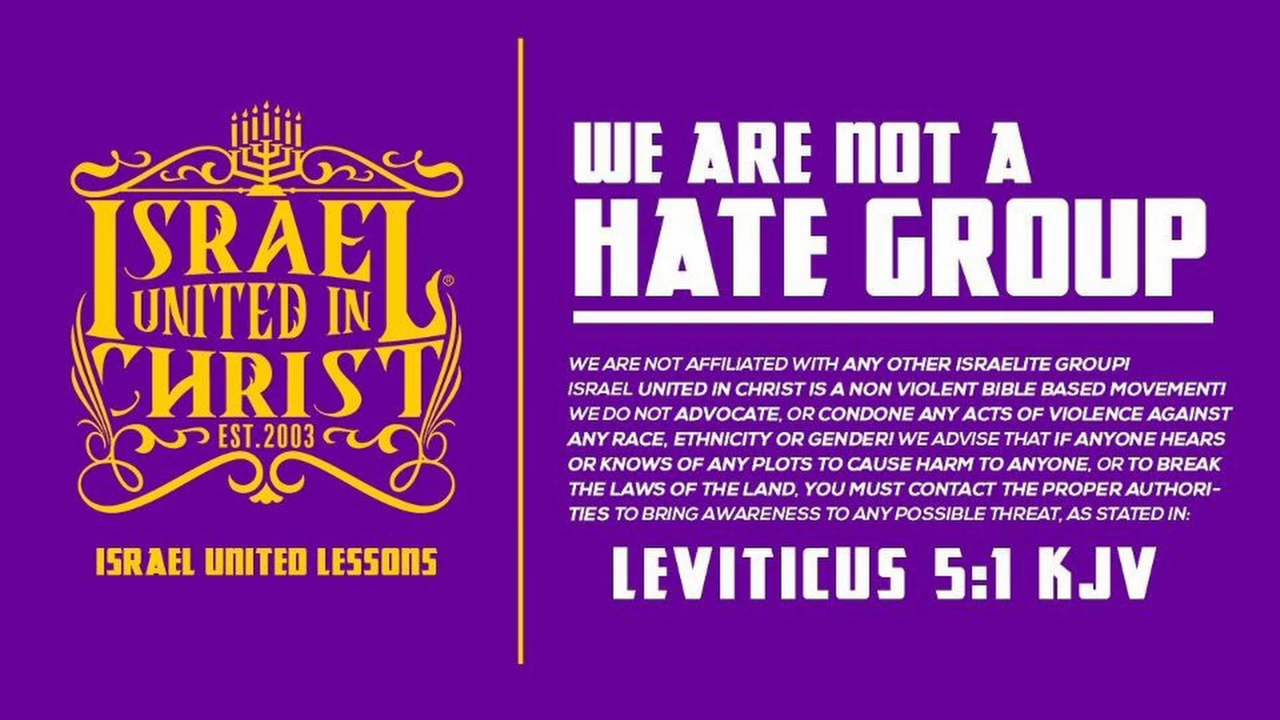 ISRAEL
UNITED IN
CHRIST
EST.2003
ISRAEL UNITED LESSONS
WE ARE NOT A
HATE GROUP
WE ARE NOT AFFILIATED WITH ANY OTHER ISRAELITE GROUP!
ISRAEL UNITED IN CHRIST IS A NON VIOLENT BIBLE BASED MOVEMENT!
WE DO NOT ADVOCATE, OR CONDONE ANY ACTS OF VIOLENCE AGAINST
ANY RACE, ETHNICITY OR GENDER! WE ADVISE THAT IF ANYONE HEARS
OR KNOWS OF ANY PLOTS TO CAUSE HARM TO ANYONE, OR TO BREAK
THE LAWS OF THE LAND, YOU MUST CONTACT THE PROPER AUTHORI-
TIES TO BRING AWARENESS TO ANY POSSIBLE THREAT, AS STATED IN:
LEVITICUS 5:1 KJV